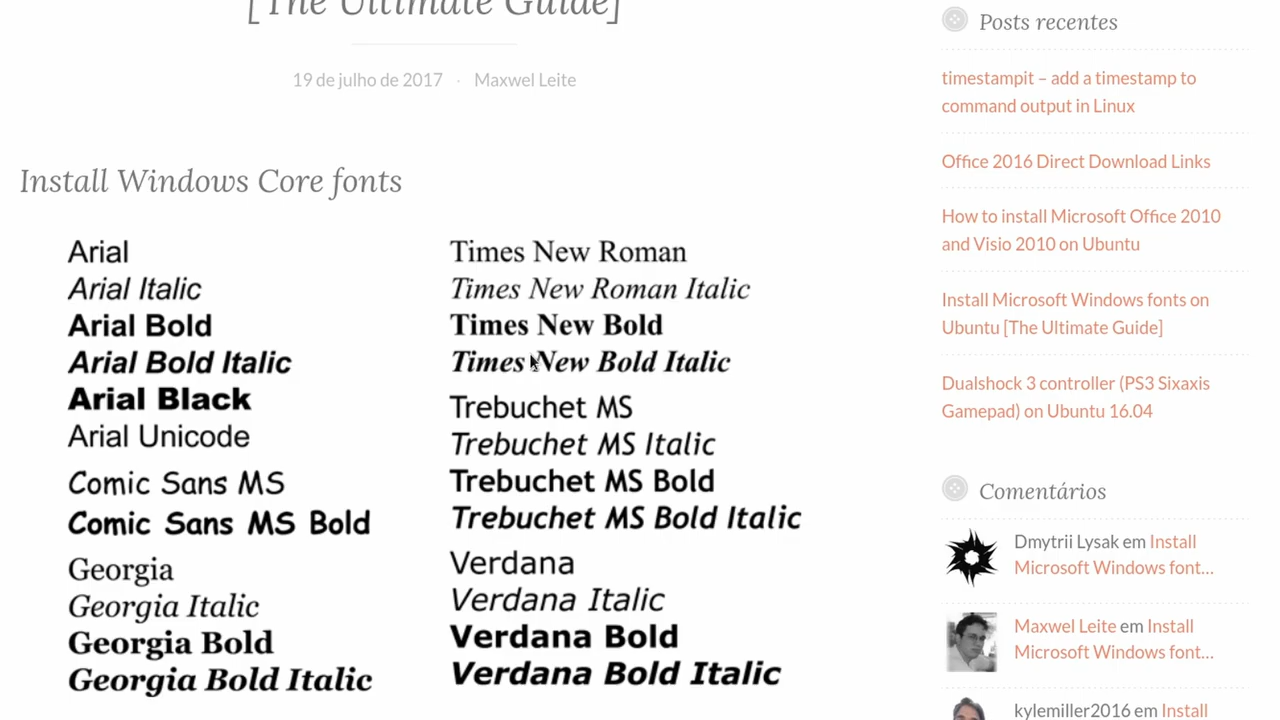 [The Ultimate Guide]
19 de julho de 2017 · Maxwel Leite
Install Windows Core fonts
Arial
Arial Italic
Arial Bold
Arial Bold Italic
Arial Black
Arial Unicode
Comic Sans MS
Comic Sans MS Bold
Georgia
Georgia Italic
Georgia Bold
Georgia Bold Italic
Times New Roman
Times New Roman Italic
Times New Bold
Times New Bold Italic
Trebuchet MS
Trebuchet MS Italic
Trebuchet MS Bold
Trebuchet MS Bold Italic
Verdana
Verdana Italic
Verdana Bold
Verdana Bold Italic
Posts recentes
timestampit – add a timestamp to
command output in Linux
Office 2016 Direct Download Links
How to install Microsoft Office 2010
and Visio 2010 on Ubuntu
Install Microsoft Windows fonts on
Ubuntu [The Ultimate Guide]
Dualshock 3 controller (PS3 Sixaxis
Gamepad) on Ubuntu 16.04
Comentários
Dmytrii Lysak em Install
Microsoft Windows font...
Maxwel Leite em Install
Microsoft Windows font...
kylemiller2016 em Install